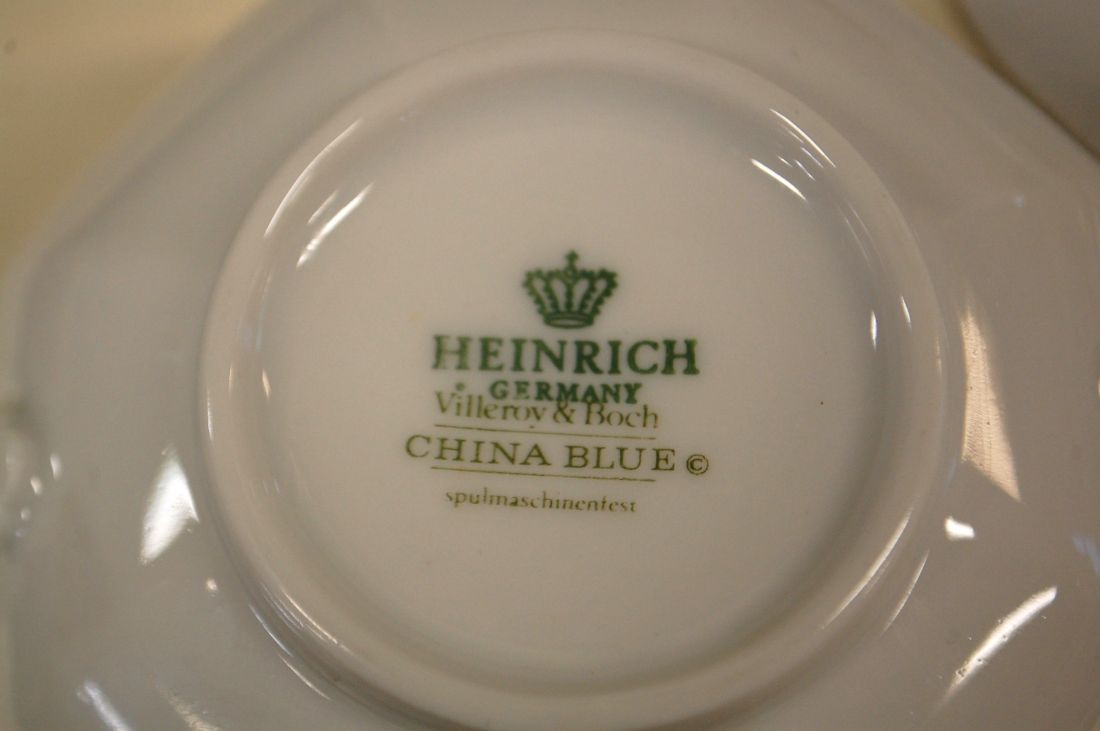 HEINRICH
GERMANY
Villeroy & Boch
CHINA BLUE ©
spulmaschinenfest